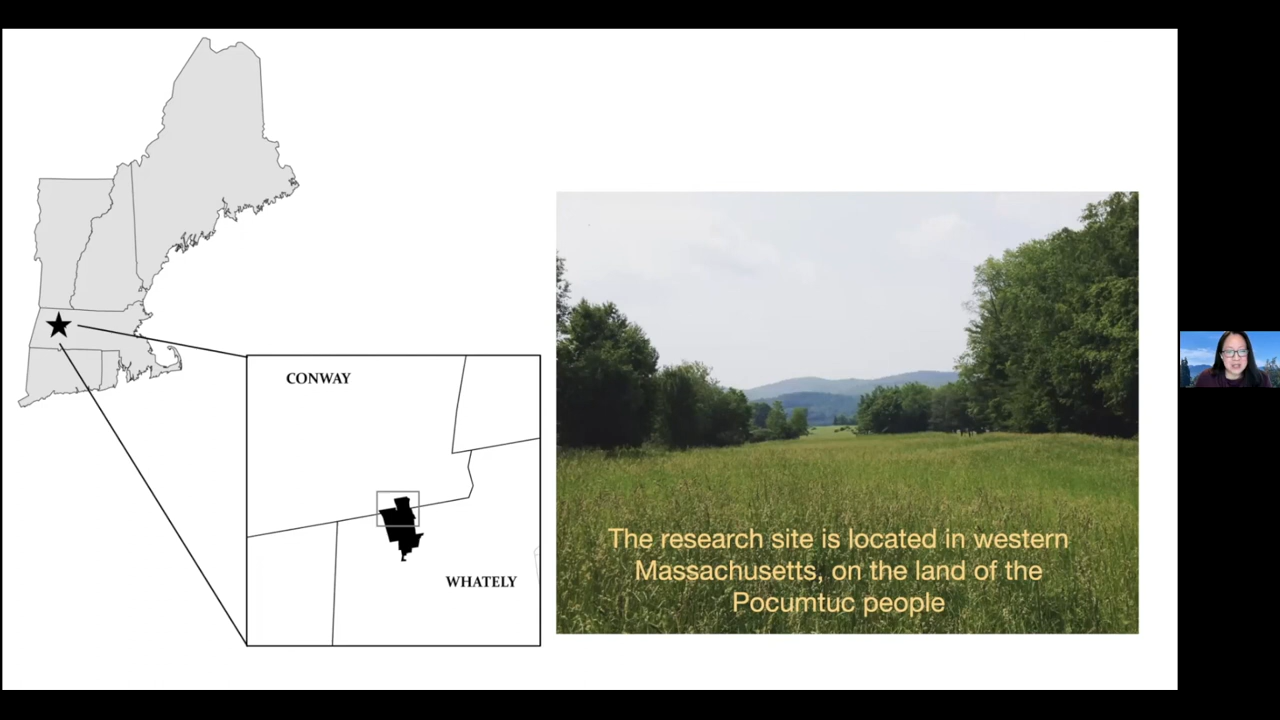 CONWAY
WHATELY
The research site is located in western
Massachusetts, on the land of the
Pocumtuc people